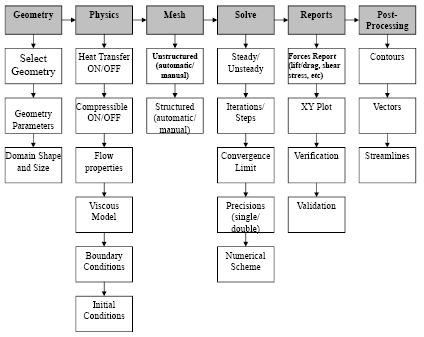 Geometry
Physics
Mesh
Solve
Reports
Post-
Processing
Select
Geometry
Heat Transfer
ON/OFF
Unstructured
(automatic/
manual)
Steady/
Unsteady
Forces Report
(lift/drag, shear
stress, etc)
Contours
Geometry
Parameters
Compressible
ON/OFF
Structured
(automatic/
manual)
Iterations/
Steps
XY Plot
Vectors
Domain Shape
and Size
Flow
properties
Convergence
Limit
Verification
Streamlines
Viscous
Model
Precisions
(single/
double)
Validation
Boundary
Conditions
Numerical
Scheme
Initial
Conditions